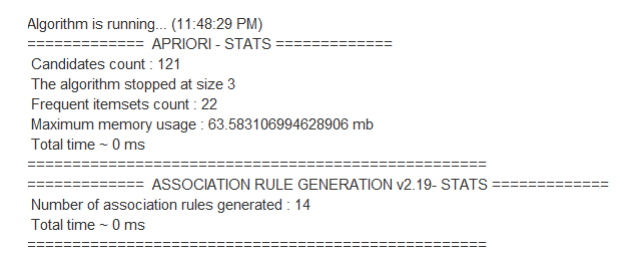 Algorithm is running... (11:48:29 PM)
============= APRIORI - STATS =============
Candidates count : 121
The algorithm stopped at size 3
Frequent itemsets count : 22
Maximum memory usage : 63.583106994628906 mb
Total time ~ 0 ms
===================================================
============= ASSOCIATION RULE GENERATION v2.19- STATS =============
Number of association rules generated : 14
Total time ~ 0 ms
===================================================